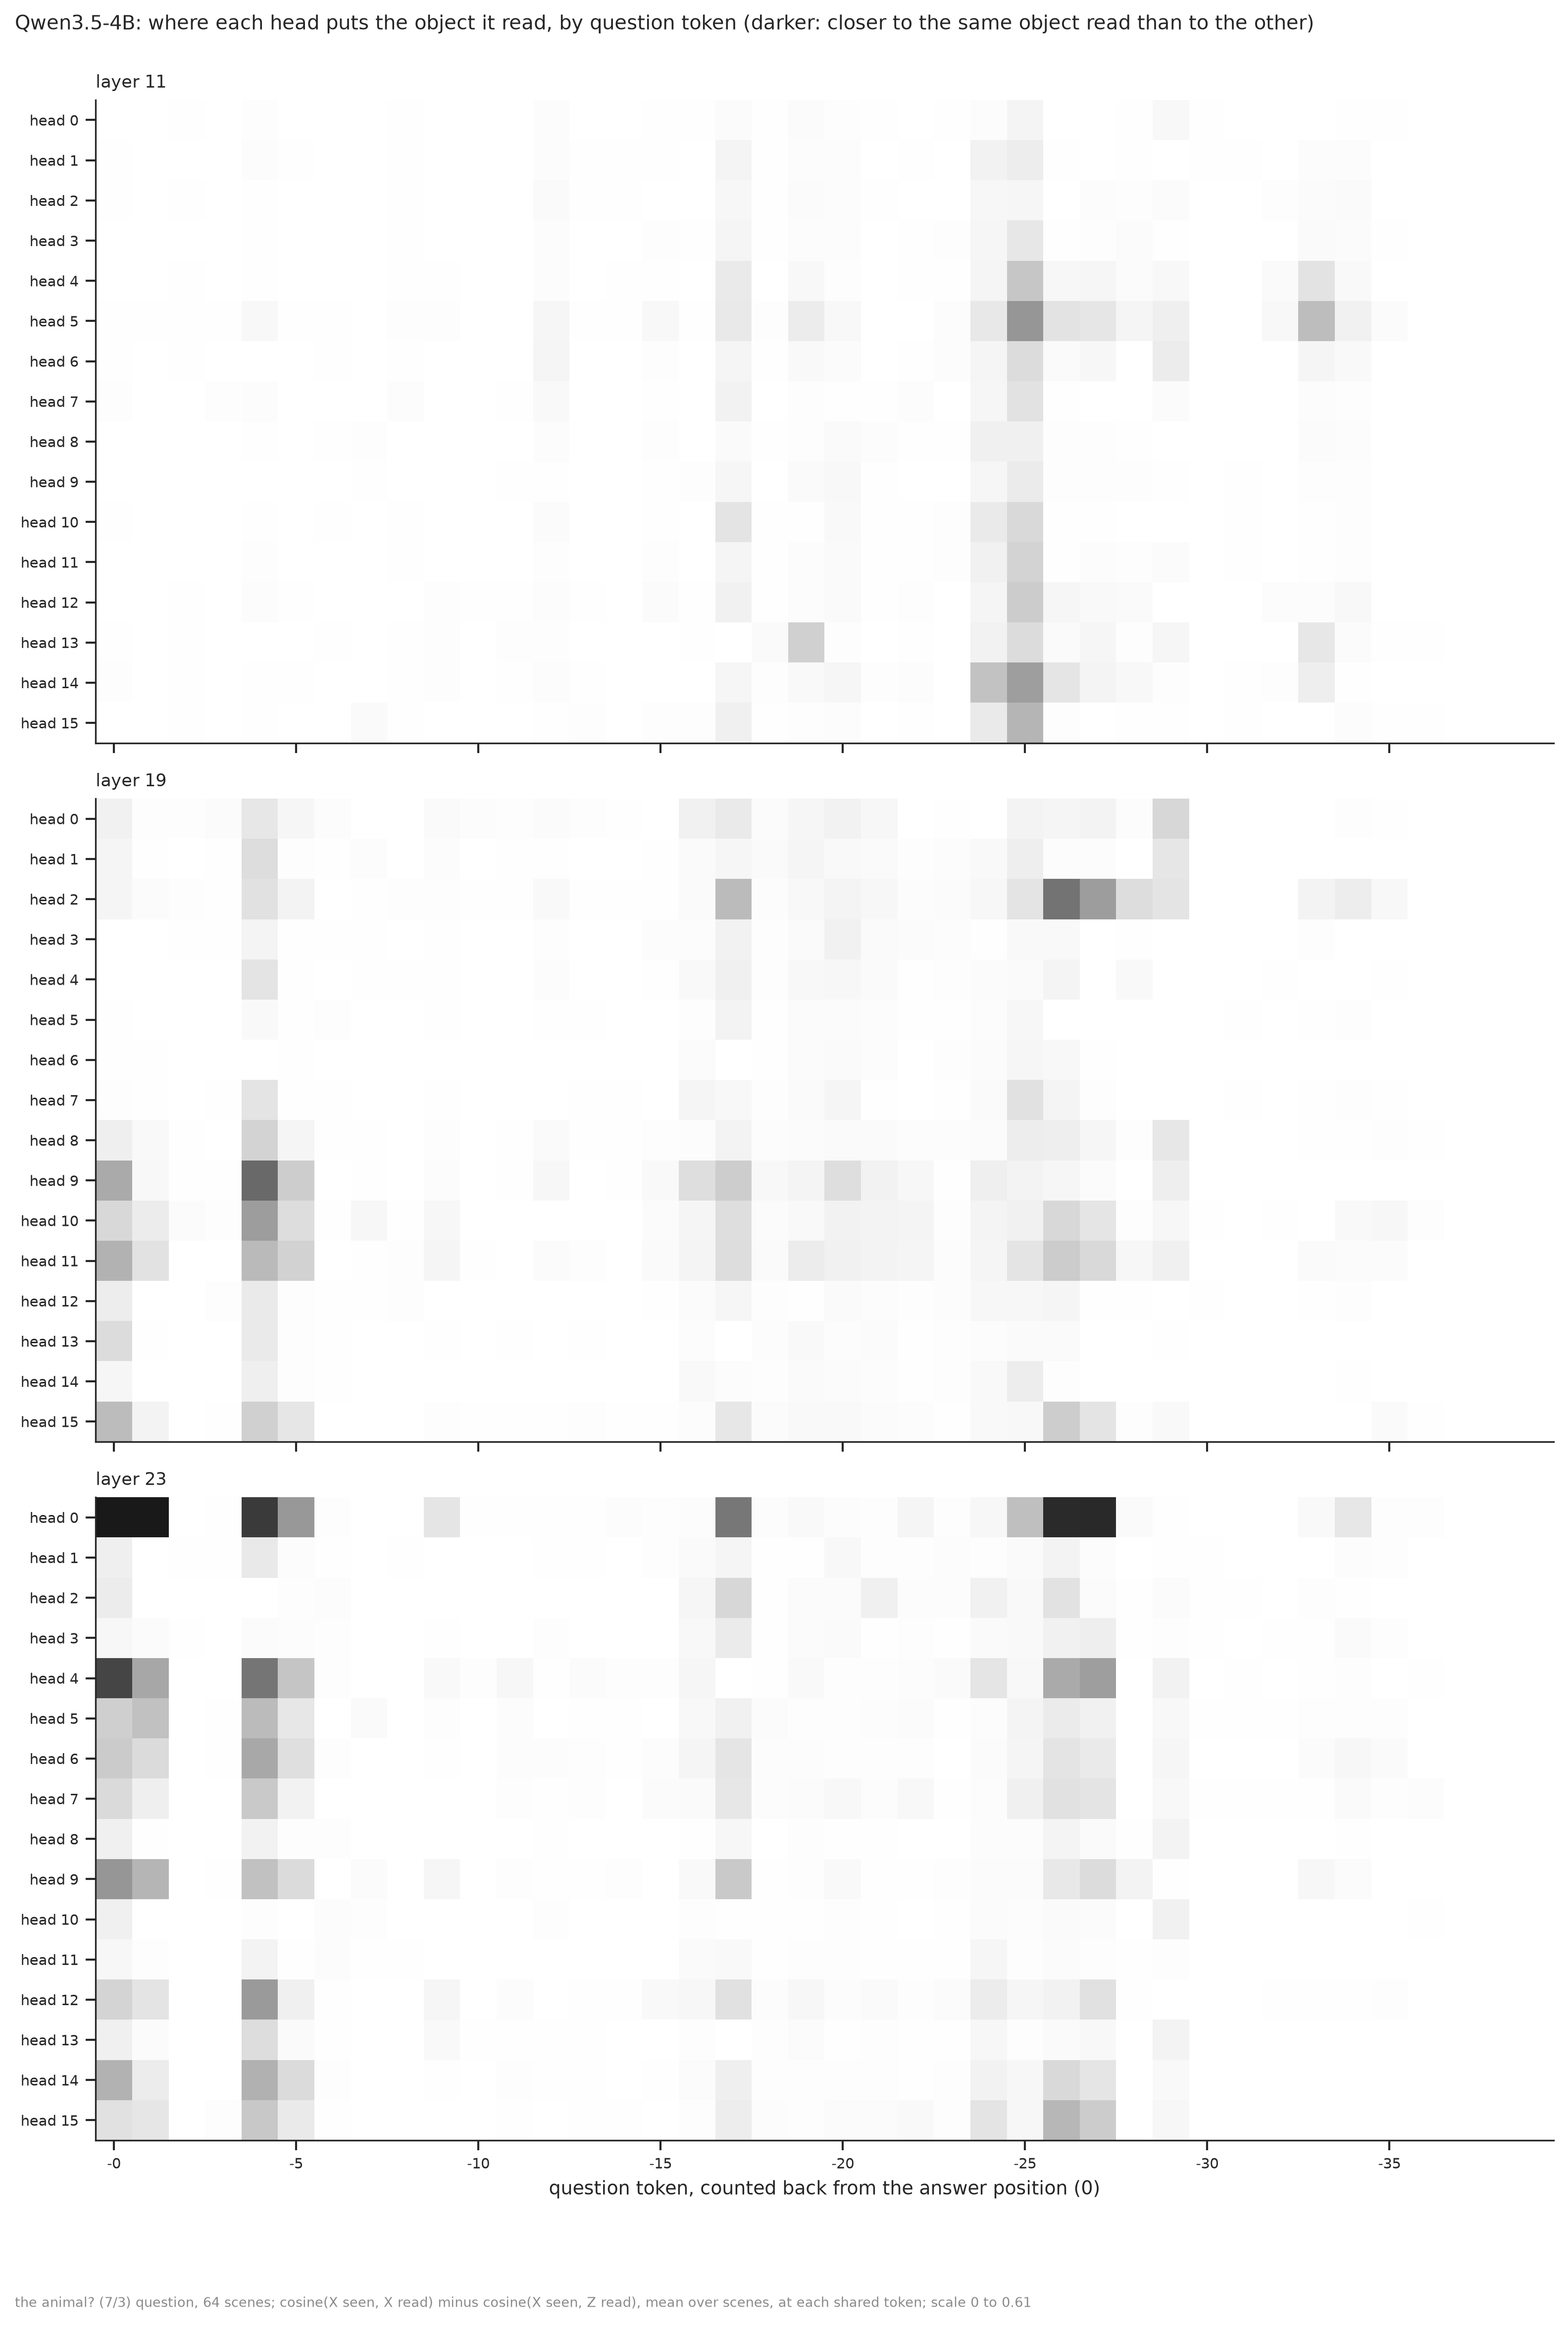 Qwen3.5-4B: where each head puts the object it read, by question token (darker: closer to the same object read than to the other)
layer 11
head 0
head 1
head 2
head 3
head 4
head 5
head 6
head 7
head 8
head 9
head 10
head 11
head 12
head 13
head 14
head 15
layer 19
head 0
head 1
head 2
head 3
head 4
head 5
head 6
head 7
head 8
head 9
head 10
head 11
head 12
head 13
head 14
head 15
layer 23
head 0
head 1
head 2
head 3
head 4
head 5
head 6
head 7
head 8
head 9
head 10
head 11
head 12
head 13
head 14
head 15
-0 -5 -10 -15 -20 -25 -30 -35
question token, counted back from the answer position (0)
the animal? (7/3) question, 64 scenes; cosine(X seen, X read) minus cosine(X seen, Z read), mean over scenes, at each shared token; scale 0 to 0.61